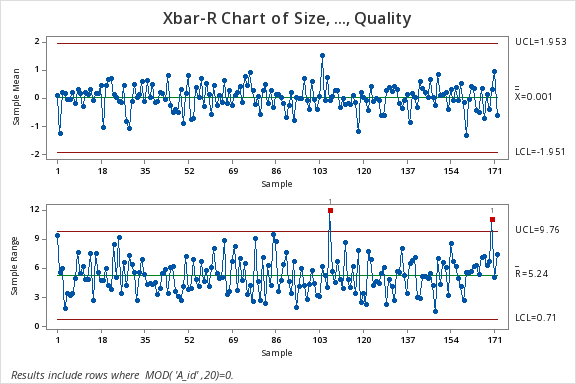 Xbar-R Chart of Size, ..., Quality
Sample Mean
2
1
0
-1
-2
UCL=1.953
X=0.001
LCL=-1.951
1 18 35 52 69 86 103 120 137 154 171
Sample
Sample Range
12
9
6
3
0
1
1
UCL=9.76
R=5.24
LCL=0.71
1 18 35 52 69 86 103 120 137 154 171
Sample
Results include rows where MOD( 'A_id' ,20)=0.